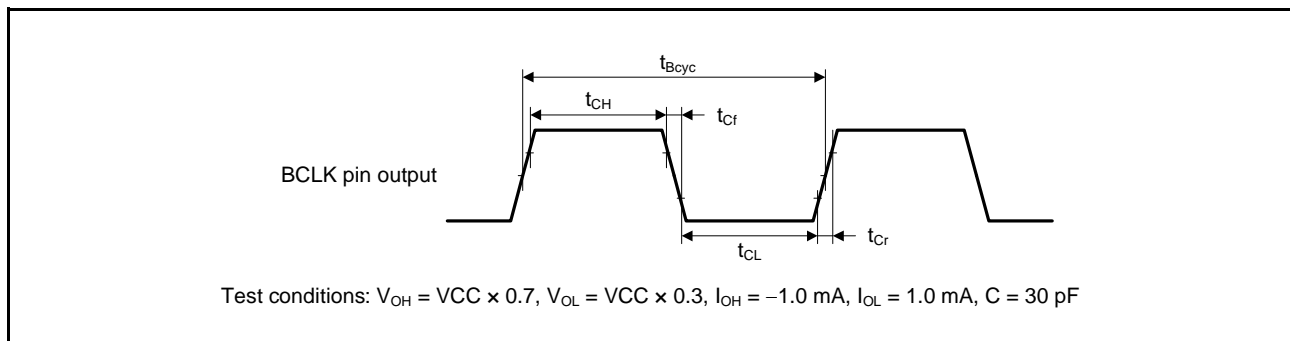 tBcyc
tCH
tCf
BCLK pin output
tCL
tCr
Test conditions: VOH = VCC × 0.7, VOL = VCC × 0.3, IOH = −1.0 mA, IOL = 1.0 mA, C = 30 pF